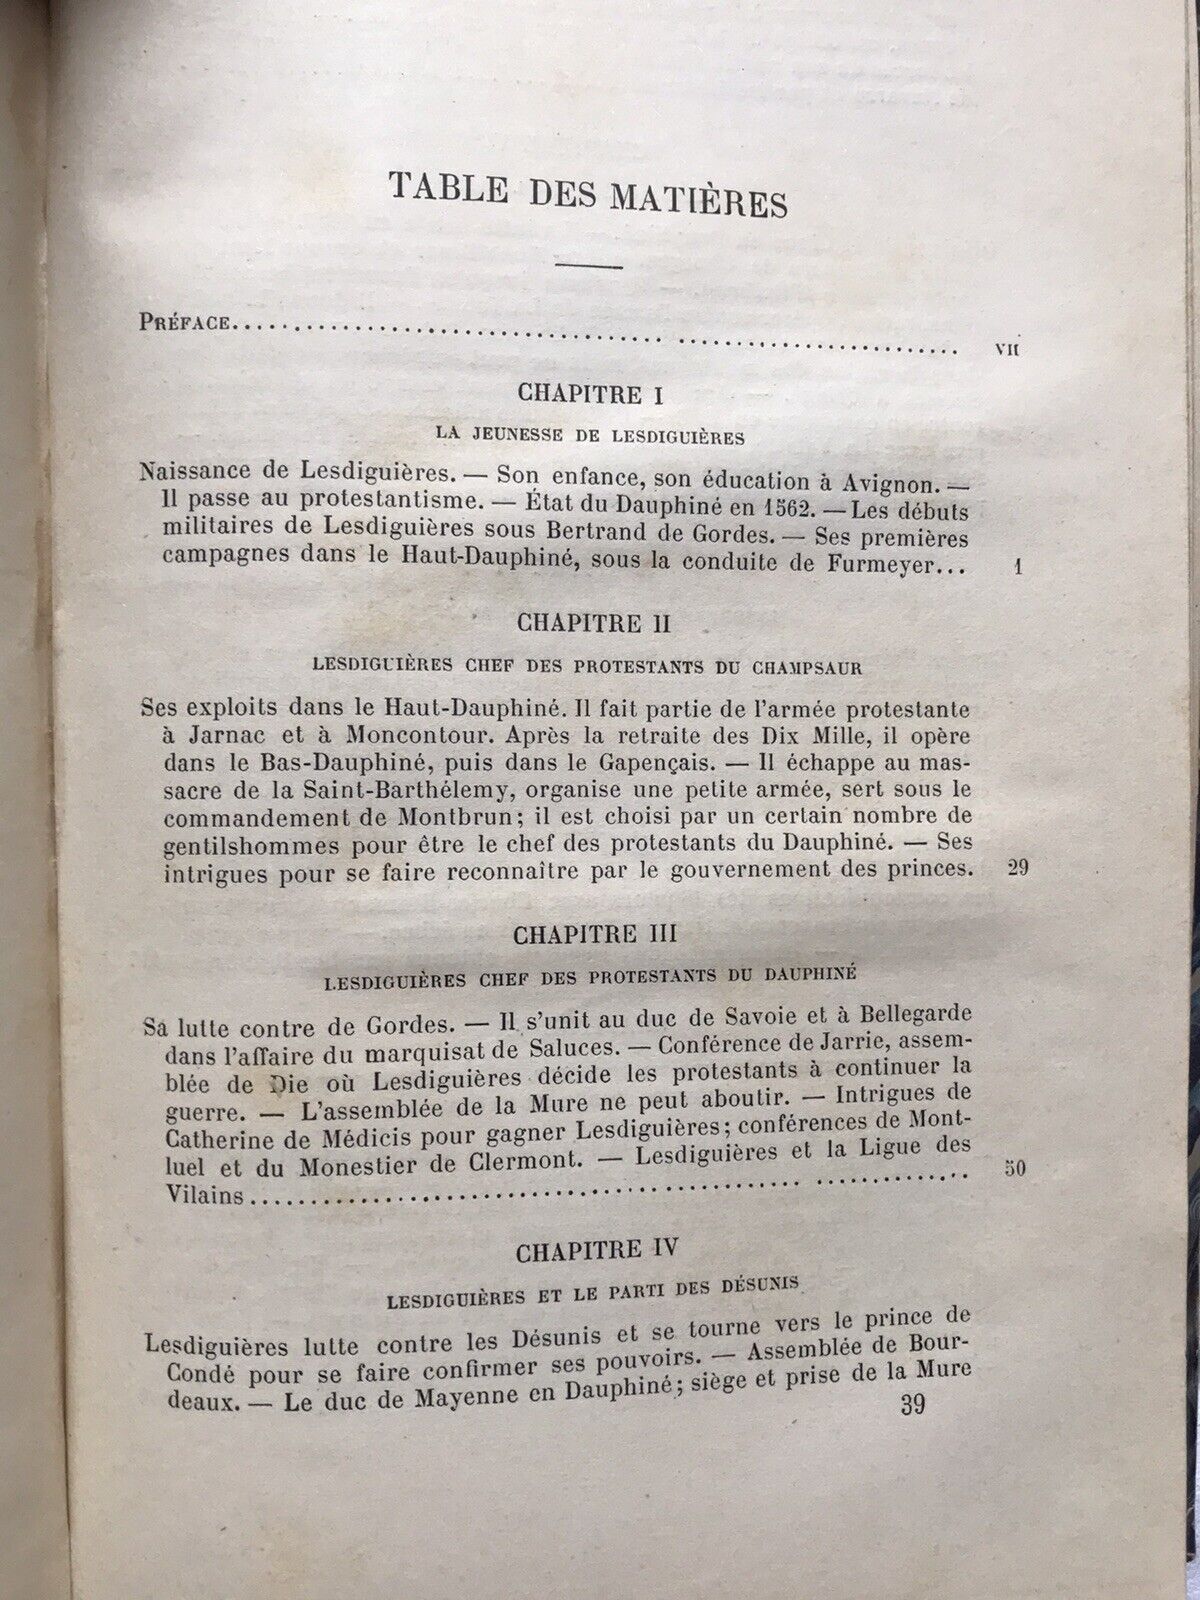 TABLE DES MATIÈRES
PRÉFACE........................................................ VII
CHAPITRE I
LA JEUNESSE DE LESDIGUIÈRES
Naissance de Lesdiguières. — Son enfance, son éducation à Avignon. —
Il passe au protestantisme. — État du Dauphiné en 1562. — Les débuts
militaires de Lesdiguières sous Bertrand de Gordes. — Ses premières
campagnes dans le Haut-Dauphiné, sous la conduite de Furmeyer... 1
CHAPITRE II
LESDIGUIÈRES CHEF DES PROTESTANTS DU CHAMPSAUR
Ses exploits dans le Haut-Dauphiné. Il fait partie de l'armée protestante
à Jarnac et à Moncontour. Après la retraite des Dix Mille, il opère
dans le Bas-Dauphiné, puis dans le Gapençais. — Il échappe au mas-
sacre de la Saint-Barthélemy, organise une petite armée, sert sous le
commandement de Montbrun; il est choisi par un certain nombre de
gentilshommes pour être le chef des protestants du Dauphiné. — Ses
intrigues pour se faire reconnaître par le gouvernement des princes. 29
CHAPITRE III
LESDIGUIÈRES CHEF DES PROTESTANTS DU DAUPHINÉ
Sa lutte contre de Gordes. — Il s'unit au duc de Savoie et à Bellegarde
dans l'affaire du marquisat de Saluces. — Conférence de Jarrie, assem-
blée de Die où Lesdiguières décide les protestants à continuer la
guerre. — L'assemblée de la Mure ne peut aboutir. — Intrigues de
Catherine de Médicis pour gagner Lesdiguières; conférences de Mont-
luel et du Monestier de Clermont. — Lesdiguières et la Ligue des
Vilains........................................................ 50
CHAPITRE IV
LESDIGUIÈRES ET LE PARTI DES DÉSUNIS
Lesdiguières lutte contre les Désunis et se tourne vers le prince de
Condé pour se faire confirmer ses pouvoirs. — Assemblée de Bour-
deaux. — Le duc de Mayenne en Dauphiné; siège et prise de la Mure
39